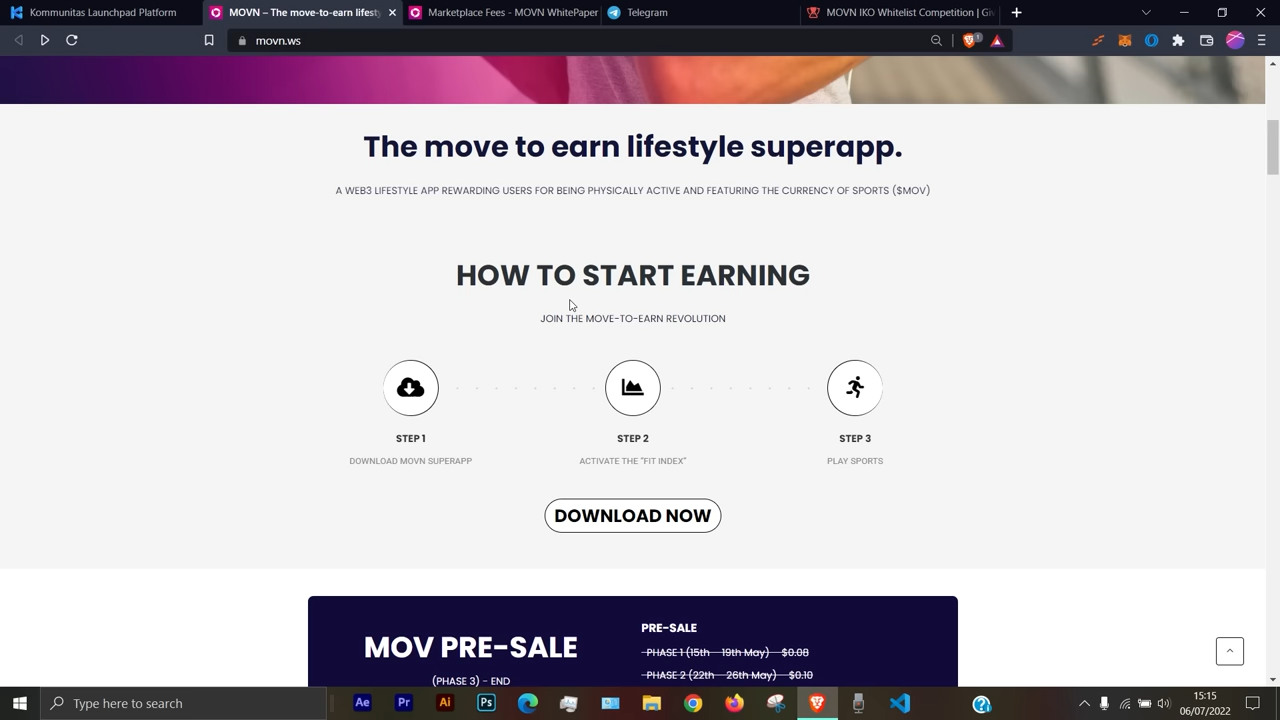 Kommunitas Launchpad Platform
MOVN – The move-to-earn lifest
Marketplace Fees - MOVN WhitePaper
Telegram
MOVN IKO Whitelist Competition | Gi
movn.ws
1
The move to earn lifestyle superapp.
A WEB3 LIFESTYLE APP REWARDING USERS FOR BEING PHYSICALLY ACTIVE AND FEATURING THE CURRENCY OF SPORTS ($MOV)
HOW TO START EARNING
JOIN THE MOVE-TO-EARN REVOLUTION
STEP 1
STEP 2
STEP 3
DOWNLOAD MOVN SUPERAPP
ACTIVATE THE "FIT INDEX"
PLAY SPORTS
DOWNLOAD NOW
MOV PRE-SALE
(PHASE 3) - END
PRE-SALE
PHASE 1 (15th 19th May) $0.08
PHASE 2 (22th 26th May) $0.10
Type here to search
Ae
Pr
Ai
Ps
15:15
06/07/2022